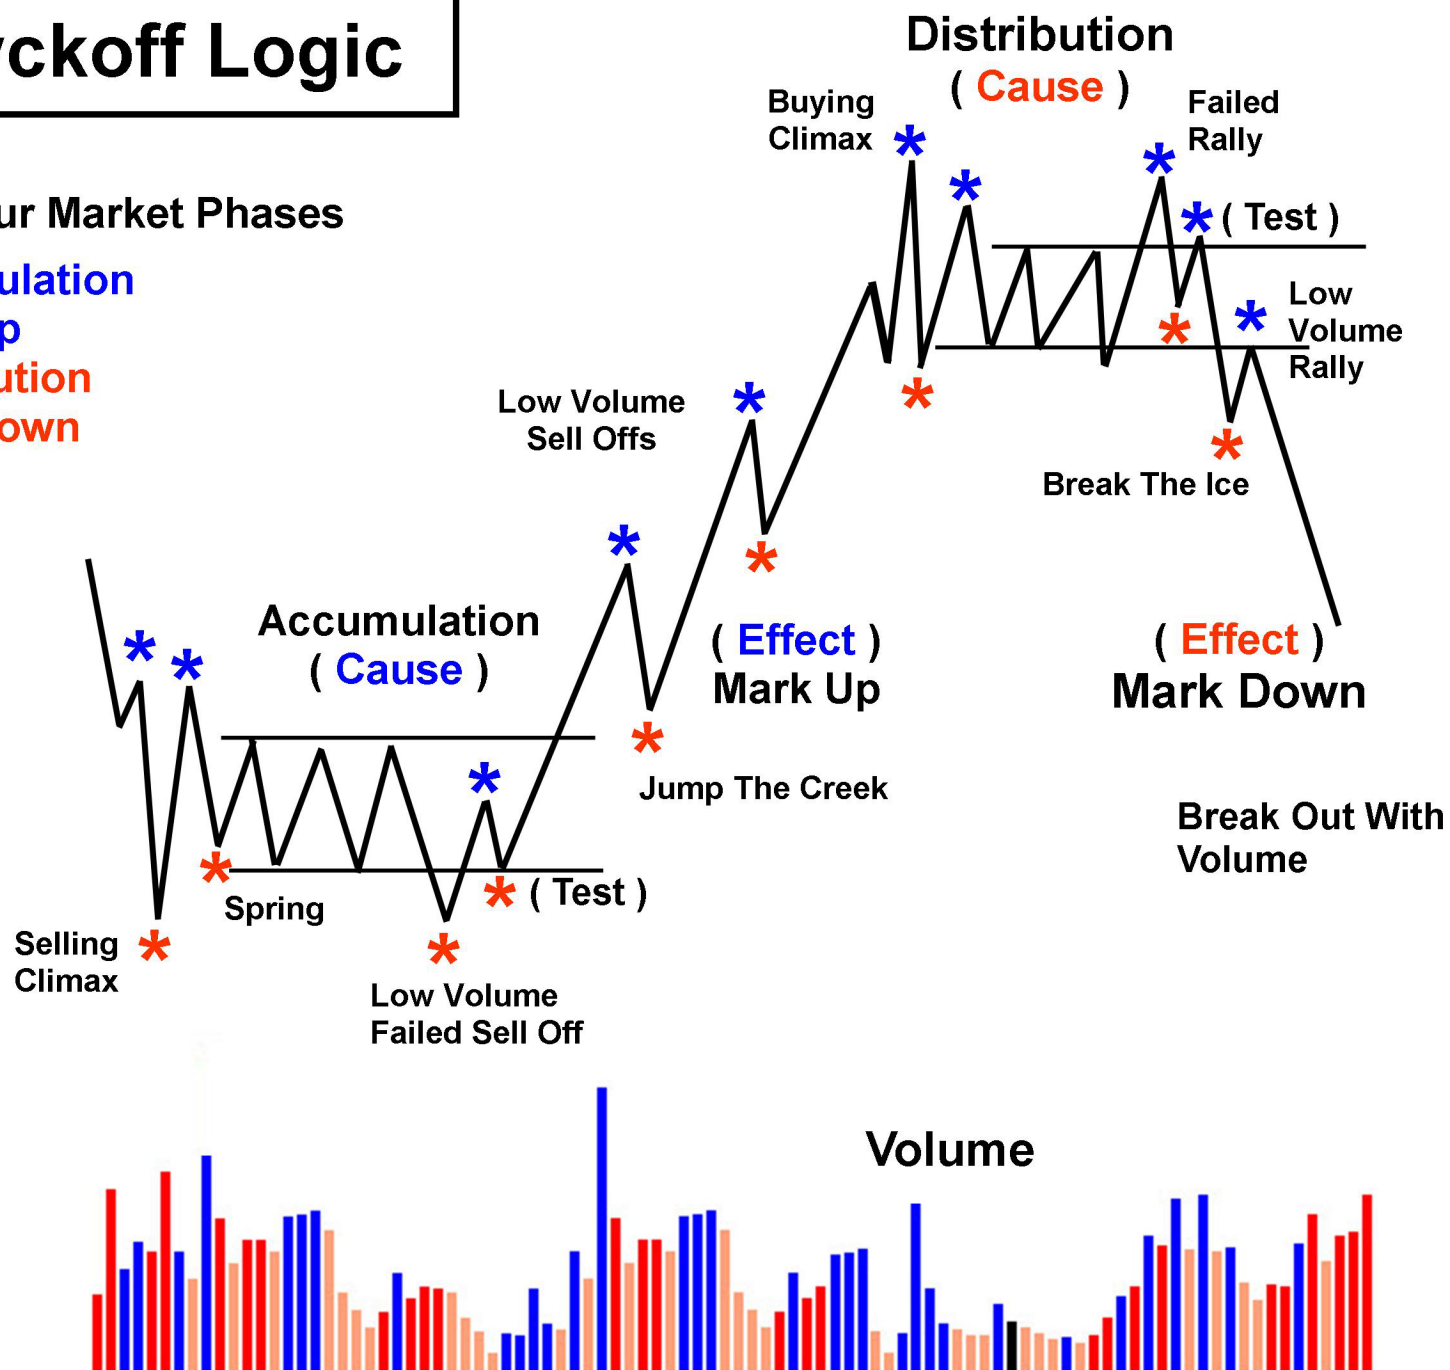 yckoff Logic
ur Market Phases
ulation
p
ution
own
Distribution
( Cause )
Buying
Climax
Failed
Rally
( Test )
Low
Volume
Rally
Low Volume
Sell Offs
Break The Ice
Accumulation
( Cause )
( Effect )
Mark Up
( Effect )
Mark Down
Jump The Creek
Break Out With
Volume
( Test )
Spring
Selling
Climax
Low Volume
Failed Sell Off
Volume